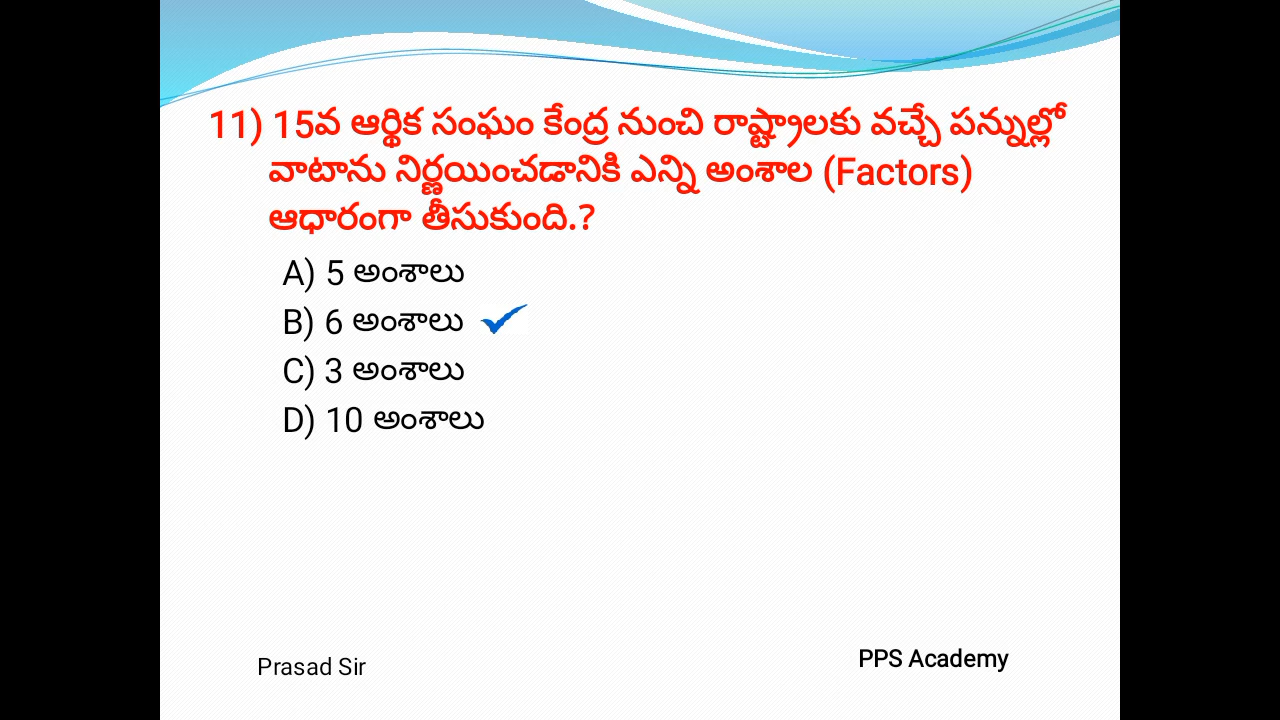 11) 15వ ఆర్థిక సంఘం కేంద్ర నుంచి రాష్ట్రాలకు వచ్చే పన్నుల్లో
వాటాను నిర్ణయించడానికి ఎన్ని అంశాల (Factors)
ఆధారంగా తీసుకుంది.?
A) 5 అంశాలు
B) 6 అంశాలు
C) 3 అంశాలు
D) 10 అంశాలు
Prasad Sir
PPS Academy